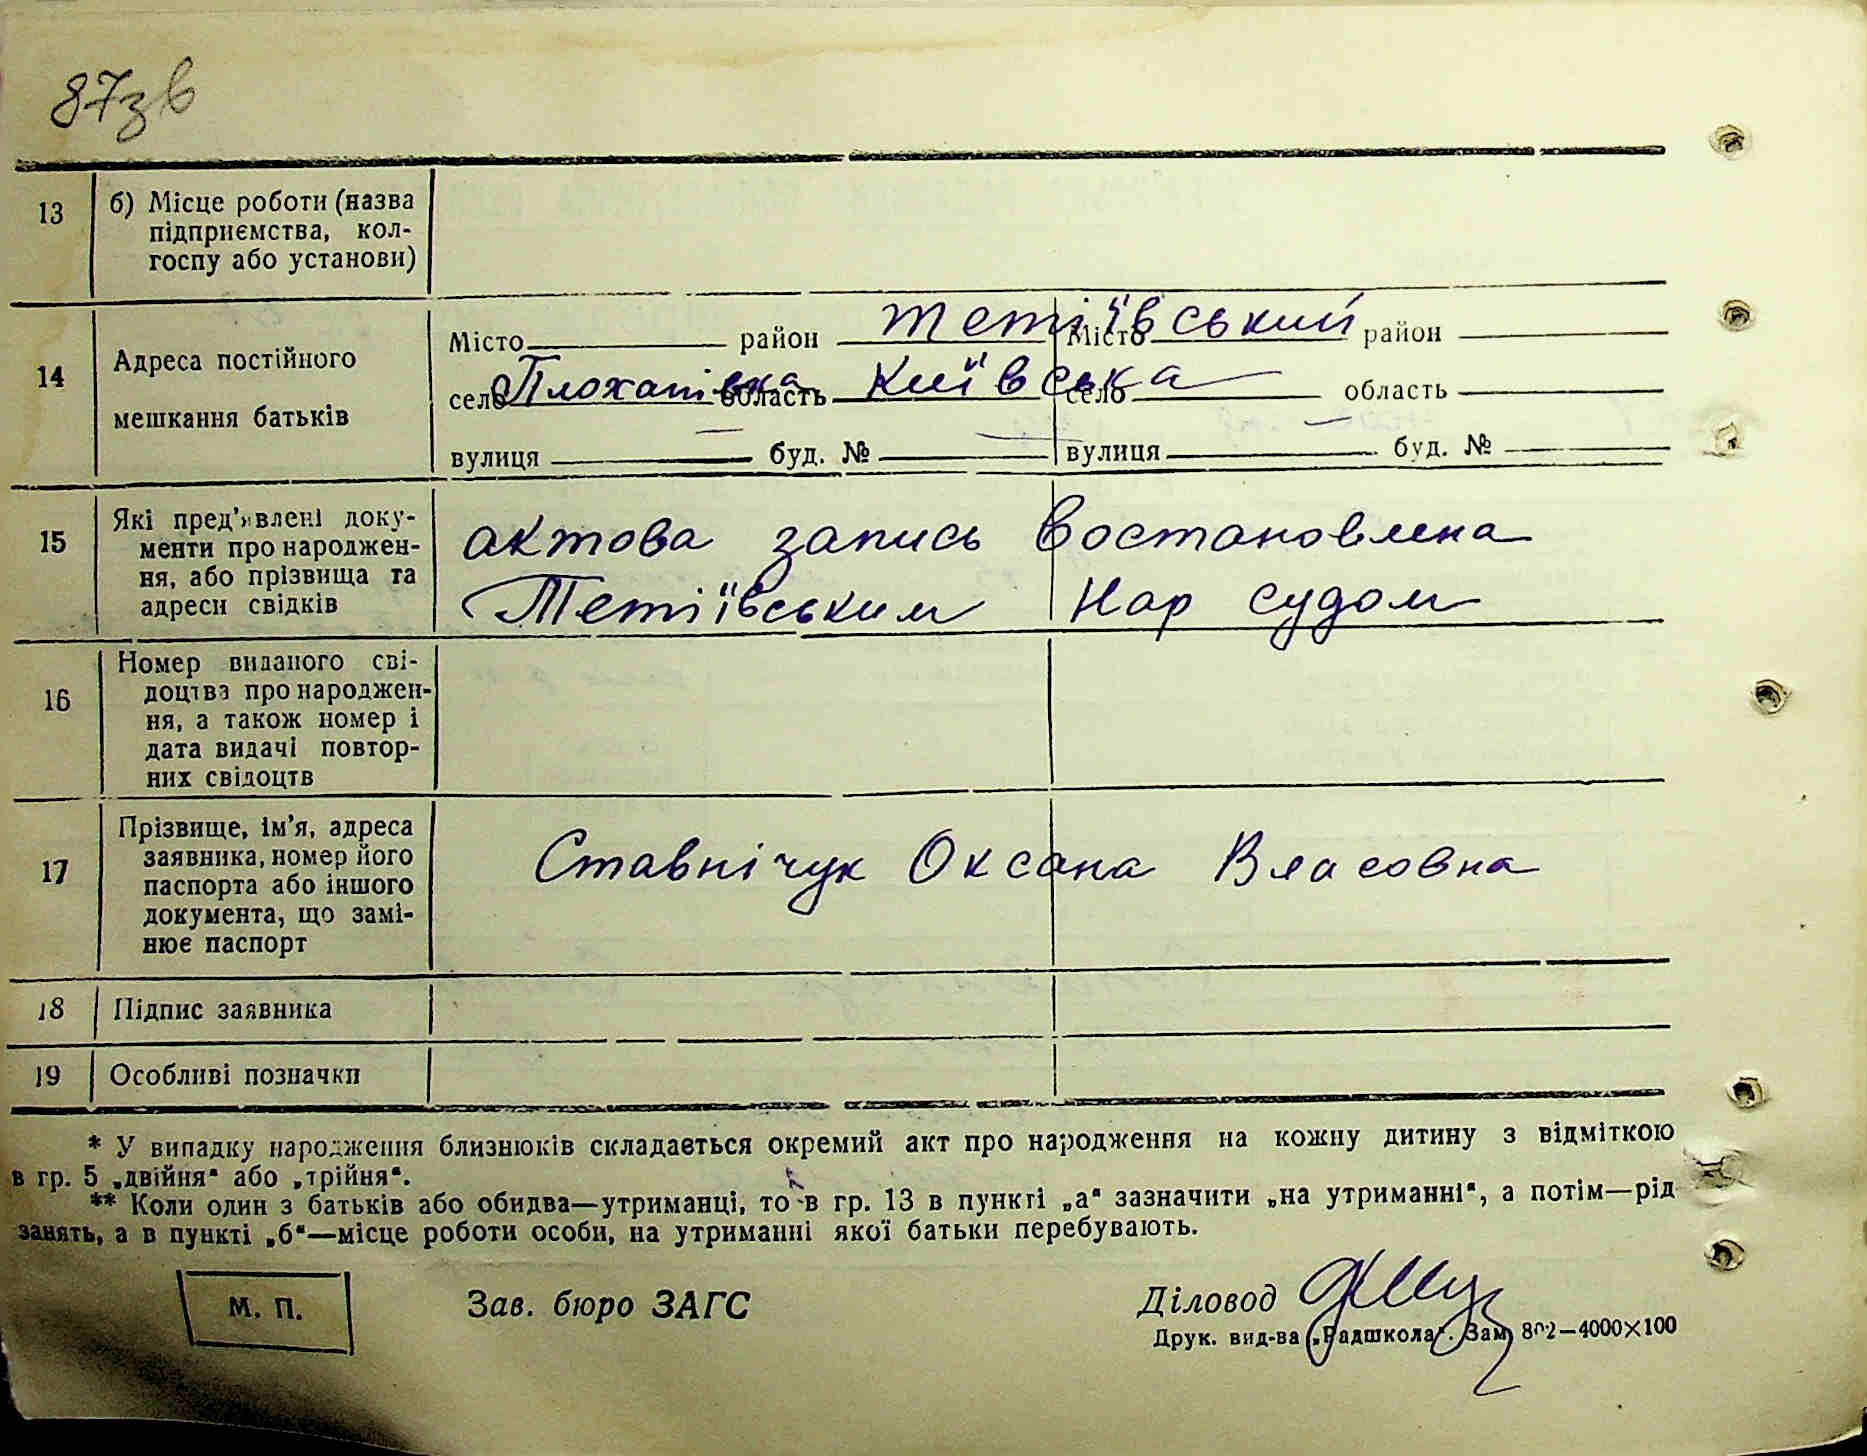 87зв
13 б) Місце роботи (назва
підприємства, кол-
госпу або установи)
14 Адреса постійного
мешкання батьків
Місто район Тетіївський Місто район
село область Київська село область
вулиця — буд. № — вулиця — буд. №
15 Які пред'явлені доку-
менти про народжен-
ня, або прізвища та
адреси свідків
актова запись востановлена
Тетіївським Нар судом
16 Номер виданого сві-
доцтва про народжен-
ня, а також номер і
дата видачі повтор-
них свідоцтв
17 Прізвище, ім'я, адреса
заявника, номер його
паспорта або іншого
документа, що замі-
нює паспорт
Ставнічук Оксана Власовна
18 Підпис заявника
19 Особливі позначки
* У випадку народження близнюків складається окремий акт про народження на кожну дитину з відміткою
в гр. 5 „двійня“ або „трійня“.
** Коли один з батьків або обидва—утриманці, то в гр. 13 в пункті „а“ зазначити „на утриманні“, а потім—рід
занять, а в пункті „б“—місце роботи особи, на утриманні якої батьки перебувають.
М. П. Зав. бюро ЗАГС Діловод
Друк. вид-ва „Радшкола“. Зам. 802—4000×100